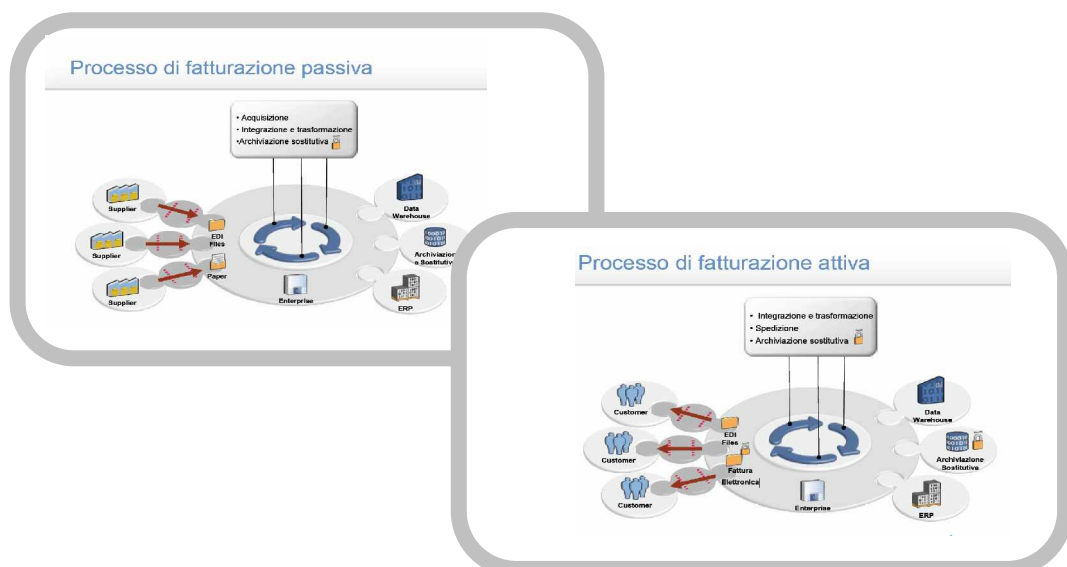 Processo di fatturazione passiva
• Acquisizione
• Integrazione e trasformazione
•Archiviazione sostitutiva
Supplier
Supplier
Supplier
EDI
Files
Paper
Enterprise
Data
Warehouse
Archiviazion
e Sostitutiv
ERP
Processo di fatturazione attiva
• Integrazione e trasformazione
• Spedizione
• Archiviazione sostitutiva
Customer
Customer
Customer
EDI
Files
Fattura
Elettronica
Enterprise
Data
Warehouse
Archiviazione
Sostitutiva
ERP